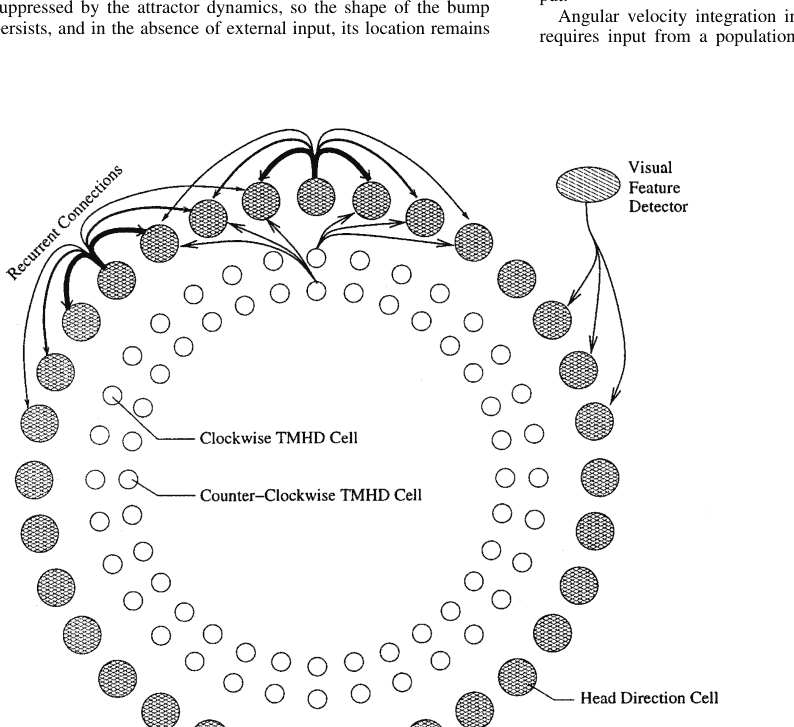 uppressed by the attractor dynamics, so the shape of the bump
ersists, and in the absence of external input, its location remains
Angular velocity integration in
requires input from a population
Recurrent Connections
Visual
Feature
Detector
Clockwise TMHD Cell
Counter–Clockwise TMHD Cell
Head Direction Cell